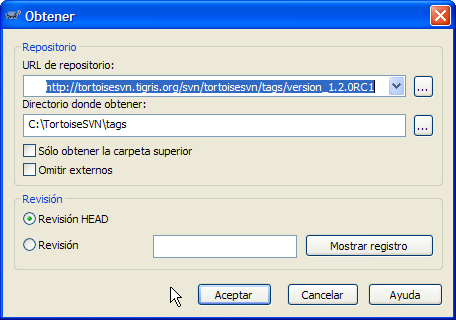 Obtener
Repositorio
URL de repositorio:
http://tortoisesvn.tigris.org/svn/tortoisesvn/tags/version_1.2.0RC1
...
Directorio donde obtener:
C:\TortoiseSVN\tags
...
Sólo obtener la carpeta superior
Omitir externos
Revisión
Revisión HEAD
Revisión
Mostrar registro
Aceptar
Cancelar
Ayuda